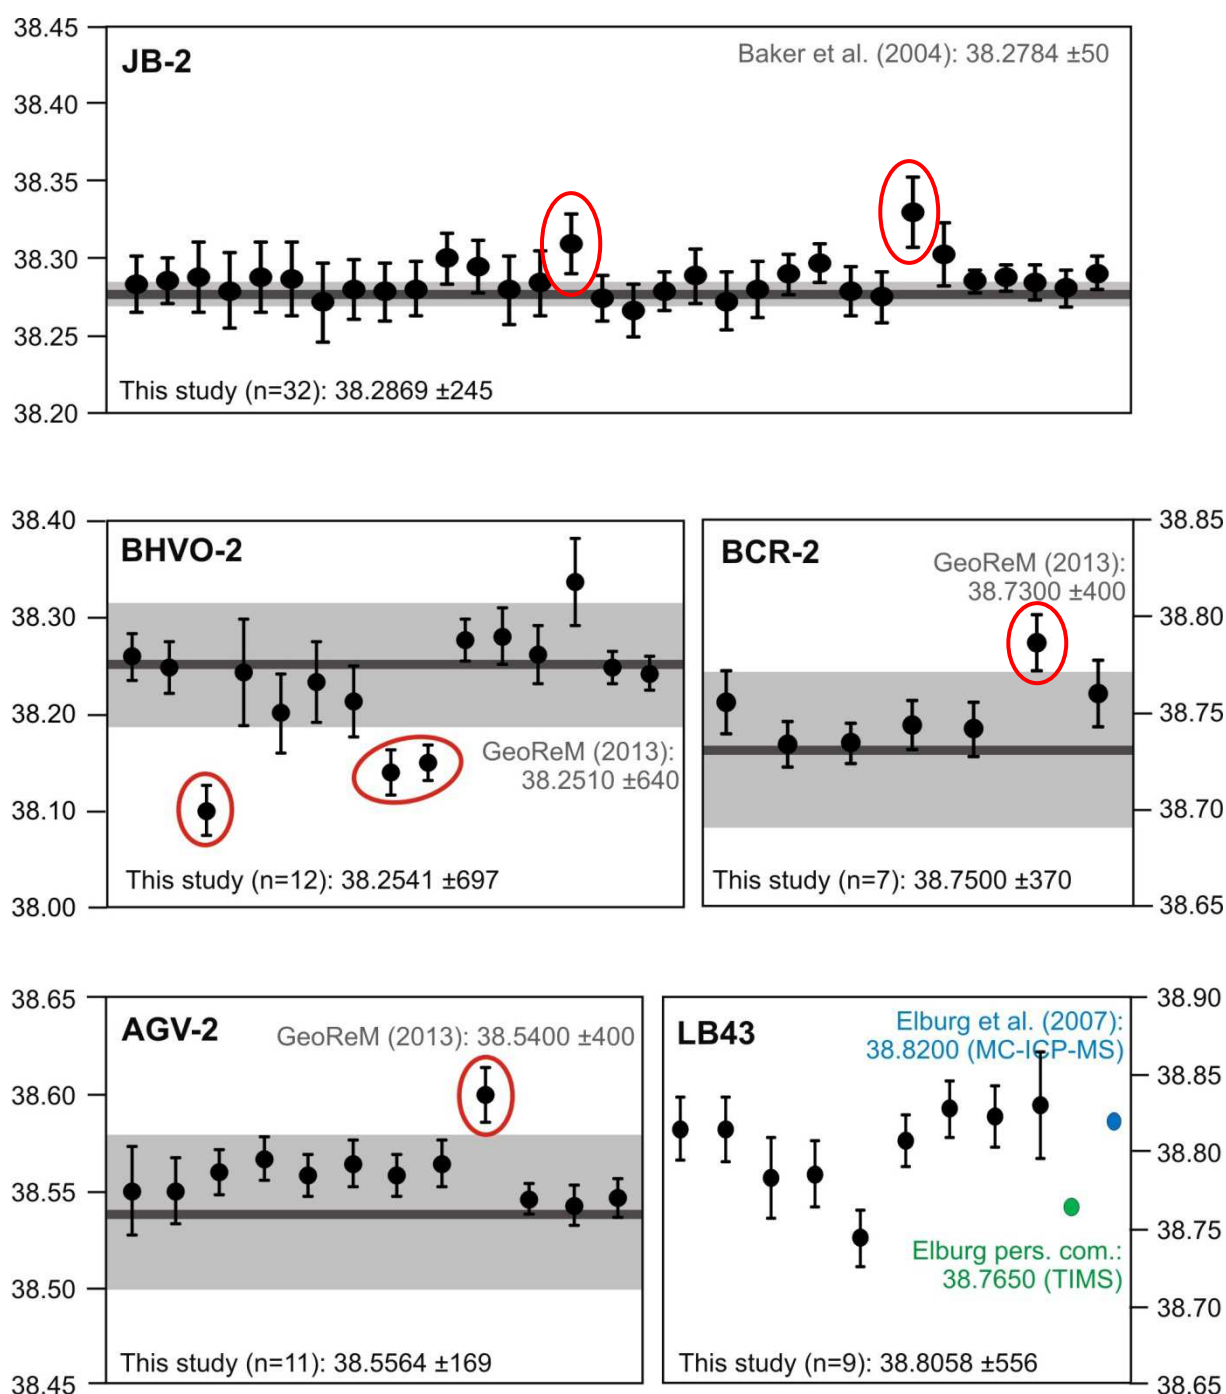 38.45
38.40
38.35
38.30
38.25
38.20
JB-2
Baker et al. (2004): 38.2784 ±50
This study (n=32): 38.2869 ±245
38.40
38.30
38.20
38.10
38.00
BHVO-2
GeoReM (2013):
38.2510 ±640
This study (n=12): 38.2541 ±697
BCR-2
GeoReM (2013):
38.7300 ±400
This study (n=7): 38.7500 ±370
38.85
38.80
38.75
38.70
38.65
38.65
38.60
38.55
38.50
38.45
AGV-2
GeoReM (2013): 38.5400 ±400
This study (n=11): 38.5564 ±169
LB43
Elburg et al. (2007):
38.8200 (MC-ICP-MS)
Elburg pers. com.:
38.7650 (TIMS)
This study (n=9): 38.8058 ±556
38.90
38.85
38.80
38.75
38.70
38.65